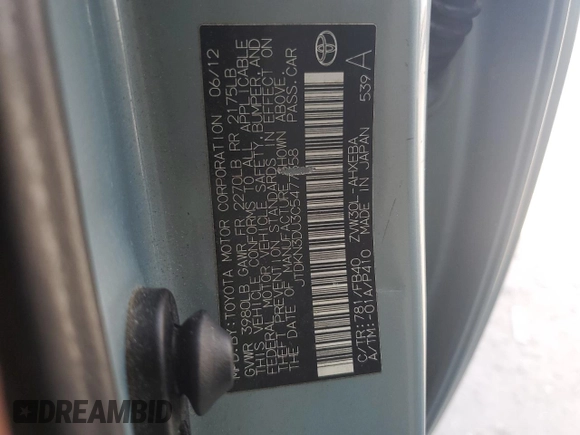 MFD.BY:TOYOTA MOTOR CORPORATION 06/12
GVWR 3980LB GAWR FR 2270LB RR 2175LB
THIS VEHICLE CONFORMS TO ALL APPLICABLE
FEDERAL MOTOR VEHICLE SAFETY, BUMPER, AND
THEFT PREVENTION STANDARDS IN EFFECT ON
THE DATE OF MANUFACTURE SHOWN ABOVE.
PASS.CAR
C/TR:781/FB40 ZVW30L-AHXEBA
A/TM:-01A/P410 MADE IN JAPAN 539 A
DREAMBID